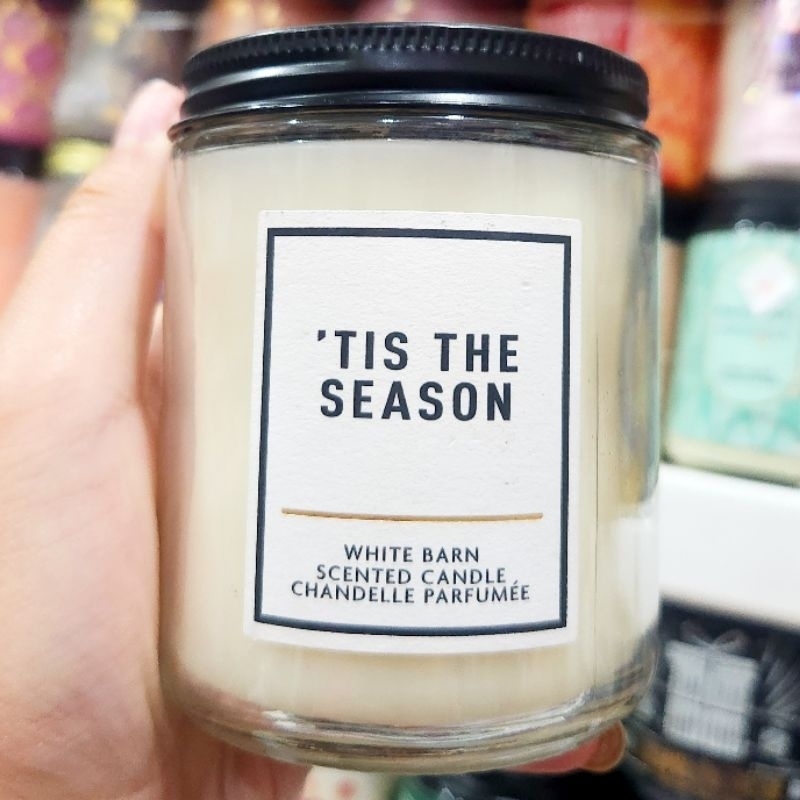 'TIS THE
SEASON
WHITE BARN
SCENTED CANDLE
CHANDELLE PARFUMÉE